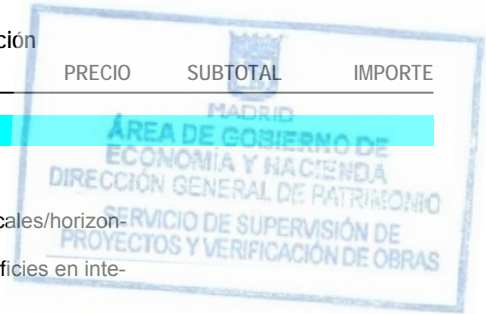 ción
PRECIO SUBTOTAL IMPORTE
MADRID
ÁREA DE GOBIERNO DE
ECONOMÍA Y HACIENDA
DIRECCIÓN GENERAL DE PATRIMONIO
cales/horizon-
SERVICIO DE SUPERVISIÓN DE
PROYECTOS Y VERIFICACIÓN DE OBRAS
ficies en inte-